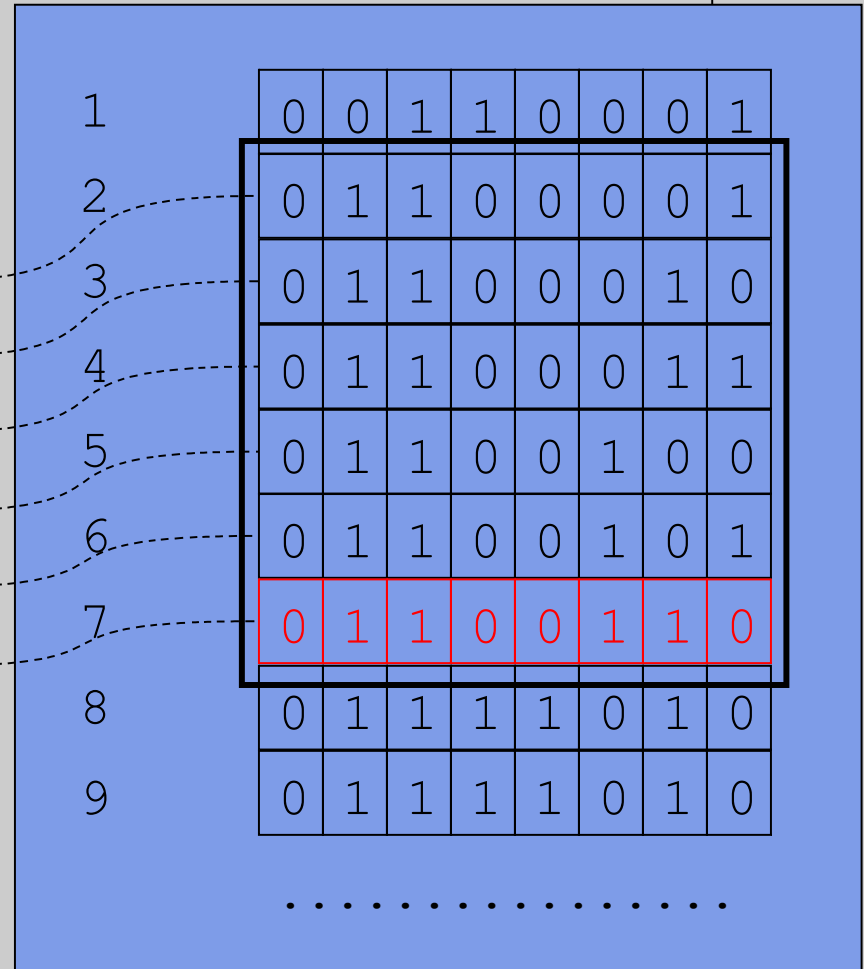 1 0 0 1 1 0 0 0 1
2 0 1 1 0 0 0 0 1
3 0 1 1 0 0 0 1 0
4 0 1 1 0 0 0 1 1
5 0 1 1 0 0 1 0 0
6 0 1 1 0 0 1 0 1
7 0 1 1 0 0 1 1 0
8 0 1 1 1 1 0 1 0
9 0 1 1 1 1 0 1 0
. . . . . . . . . . . . . . . .